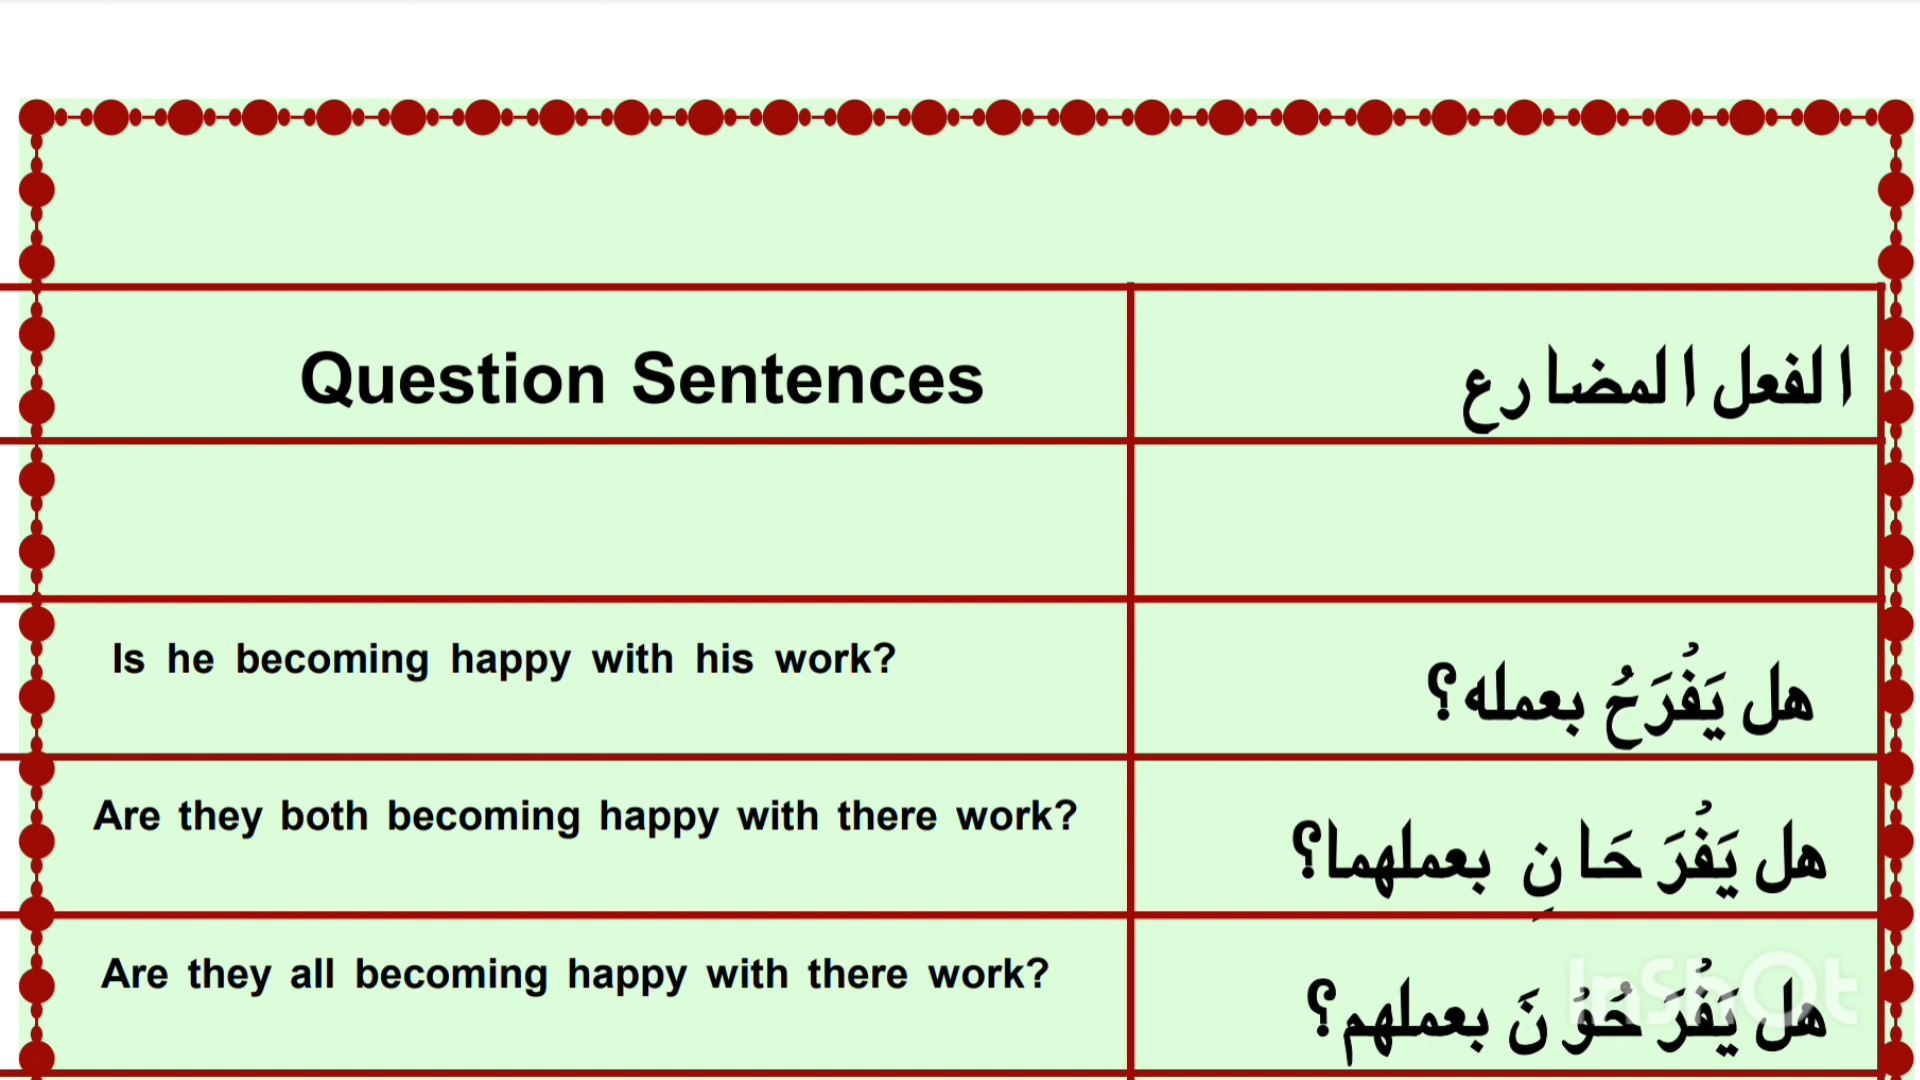 Question Sentences
الفعل المضارع
Is he becoming happy with his work?
هل يَفُرَحُ بعمله؟
Are they both becoming happy with there work?
هل يَفُرَحَانِ بعملهما؟
Are they all becoming happy with there work?
هل يَفُرَحُوُنَ بعملهم؟
InShOt